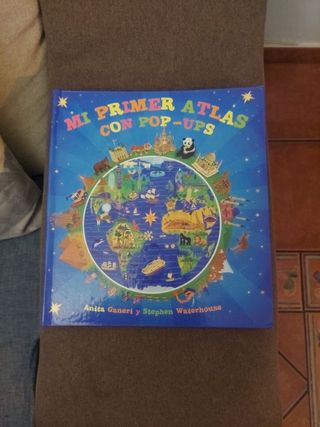 MI PRIMER ATLAS
CON POP-UPS
Anita Ganeri y Stephen Waterhouse